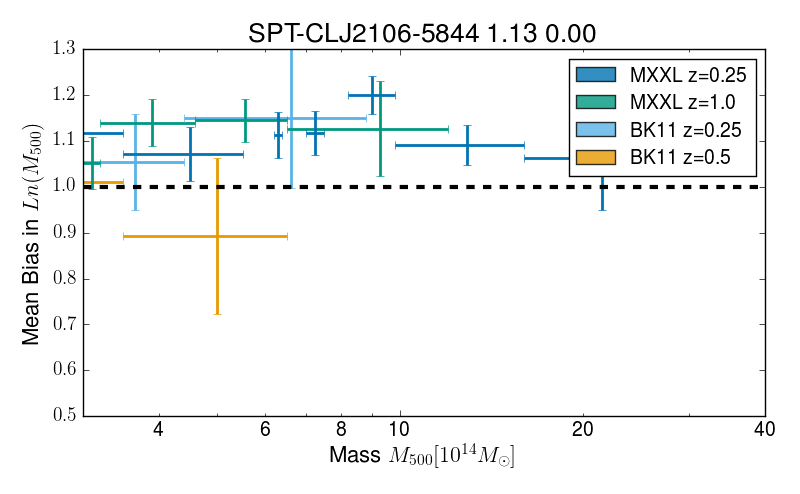 SPT-CLJ2106-5844 1.13 0.00
Mean Bias in Ln(M500)
1.3
1.2
1.1
1.0
0.9
0.8
0.7
0.6
0.5
MXXL z=0.25
MXXL z=1.0
BK11 z=0.25
BK11 z=0.5
4 6 8 10 20 40
Mass M500[10^14 M⊙]